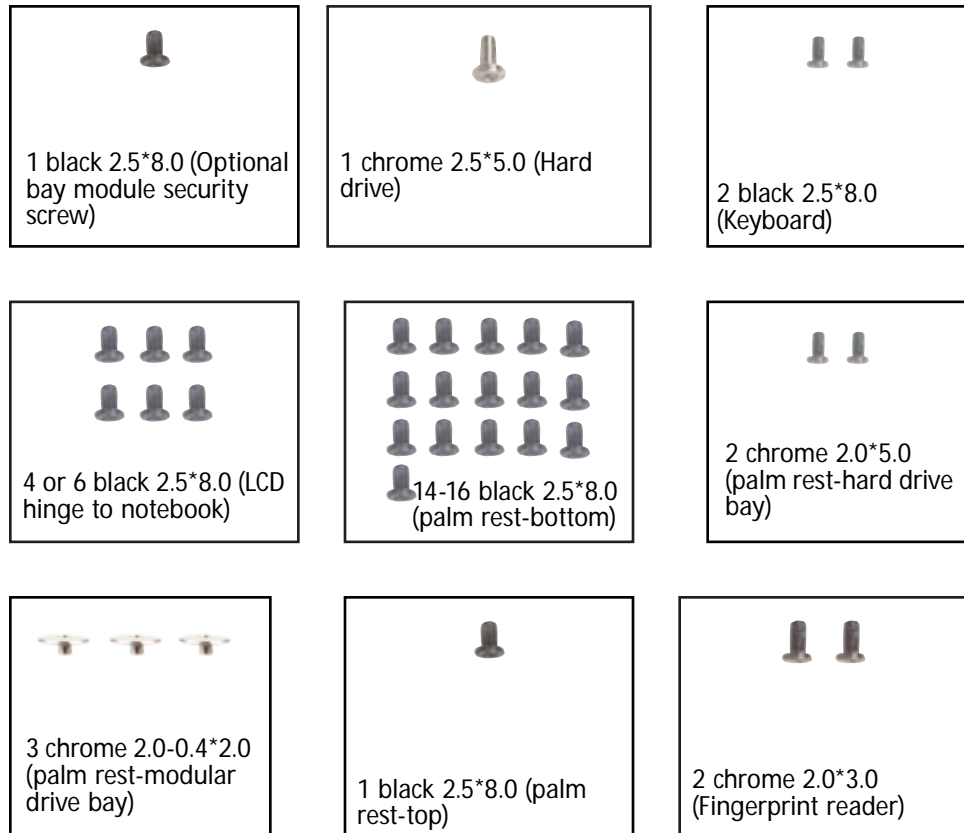 1 black 2.5*8.0 (Optional
bay module security
screw)
1 chrome 2.5*5.0 (Hard
drive)
2 black 2.5*8.0
(Keyboard)
4 or 6 black 2.5*8.0 (LCD
hinge to notebook)
14-16 black 2.5*8.0
(palm rest-bottom)
2 chrome 2.0*5.0
(palm rest-hard drive
bay)
3 chrome 2.0-0.4*2.0
(palm rest-modular
drive bay)
1 black 2.5*8.0 (palm
rest-top)
2 chrome 2.0*3.0
(Fingerprint reader)